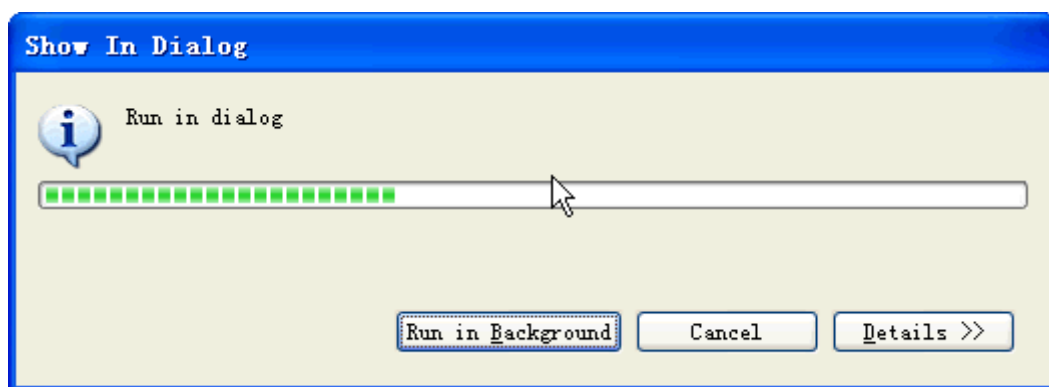 Show In Dialog
Run in dialog
Run in Background
Cancel
Details >>